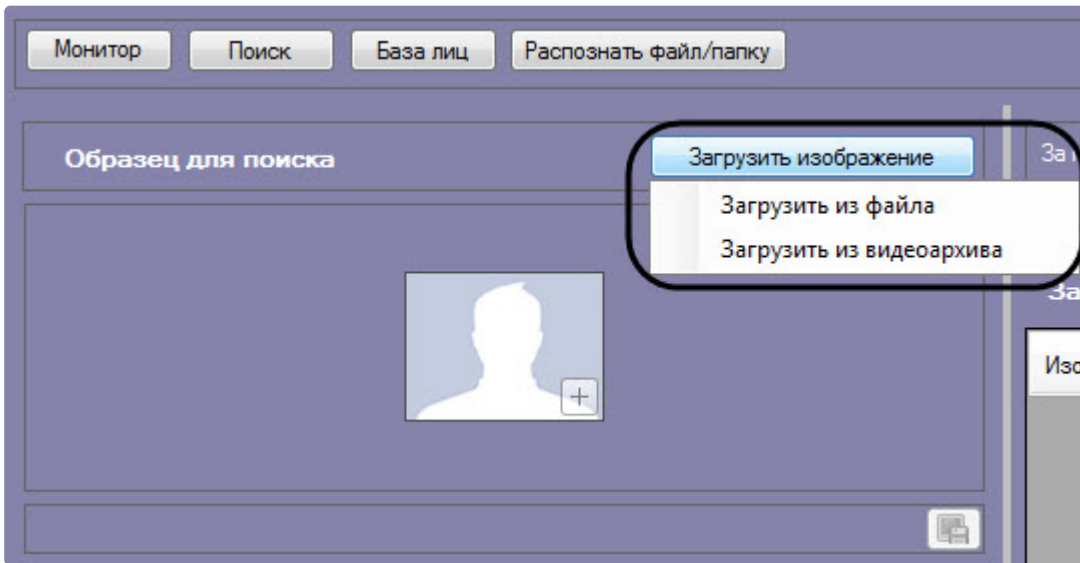 Монитор Поиск База лиц Распознать файл/папку
Образец для поиска
Загрузить изображение
Загрузить из файла
Загрузить из видеоархива